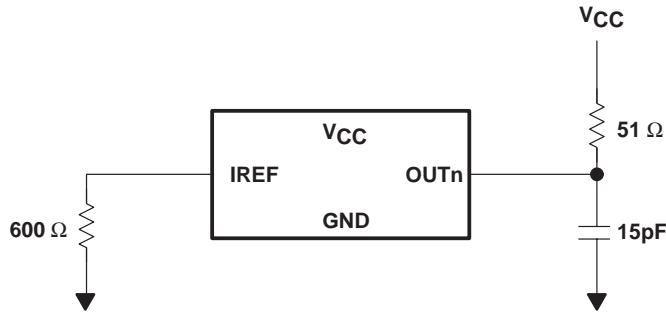 VCC
51 Ω
VCC
IREF
OUTn
GND
600 Ω
15pF